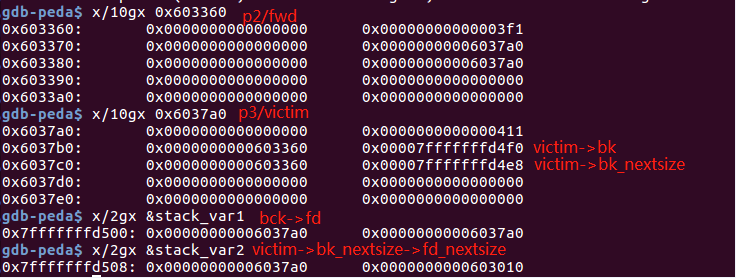 gdb-peda$ x/10gx 0x603360 p2/fwd
0x603360: 0x0000000000000000 0x00000000000003f1
0x603370: 0x0000000000000000 0x00000000006037a0
0x603380: 0x0000000000000000 0x00000000006037a0
0x603390: 0x0000000000000000 0x0000000000000000
0x6033a0: 0x0000000000000000 0x0000000000000000
gdb-peda$ x/10gx 0x6037a0 p3/victim
0x6037a0: 0x0000000000000000 0x0000000000000411
0x6037b0: 0x0000000000603360 0x00007fffffffd4f0 victim->bk
0x6037c0: 0x0000000000603360 0x00007fffffffd4e8 victim->bk_nextsize
0x6037d0: 0x0000000000000000 0x0000000000000000
0x6037e0: 0x0000000000000000 0x0000000000000000
gdb-peda$ x/2gx &stack_var1 bck->fd
0x7fffffffd500: 0x00000000006037a0 0x00000000006037a0
gdb-peda$ x/2gx &stack_var2 victim->bk_nextsize->fd_nextsize
0x7fffffffd508: 0x00000000006037a0 0x0000000000603010